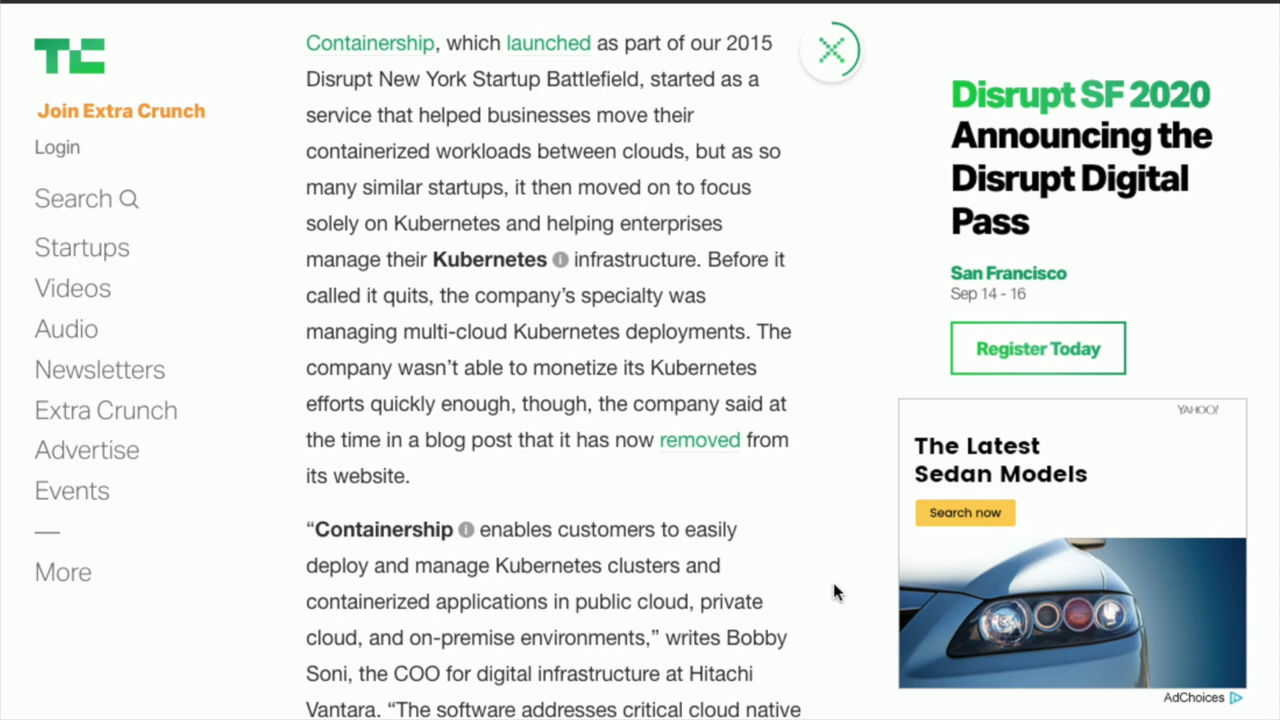 TC
Join Extra Crunch
Login
Search
Startups
Videos
Audio
Newsletters
Extra Crunch
Advertise
Events
More
Containership, which launched as part of our 2015
Disrupt New York Startup Battlefield, started as a
service that helped businesses move their
containerized workloads between clouds, but as so
many similar startups, it then moved on to focus
solely on Kubernetes and helping enterprises
manage their Kubernetes i infrastructure. Before it
called it quits, the company’s specialty was
managing multi-cloud Kubernetes deployments. The
company wasn’t able to monetize its Kubernetes
efforts quickly enough, though, the company said at
the time in a blog post that it has now removed from
its website.
“Containership i enables customers to easily
deploy and manage Kubernetes clusters and
containerized applications in public cloud, private
cloud, and on-premise environments,” writes Bobby
Soni, the COO for digital infrastructure at Hitachi
Vantara. “The software addresses critical cloud native
Disrupt SF 2020
Announcing the
Disrupt Digital
Pass
San Francisco
Sep 14 - 16
Register Today
YAHOO!
The Latest
Sedan Models
Search now
AdChoices